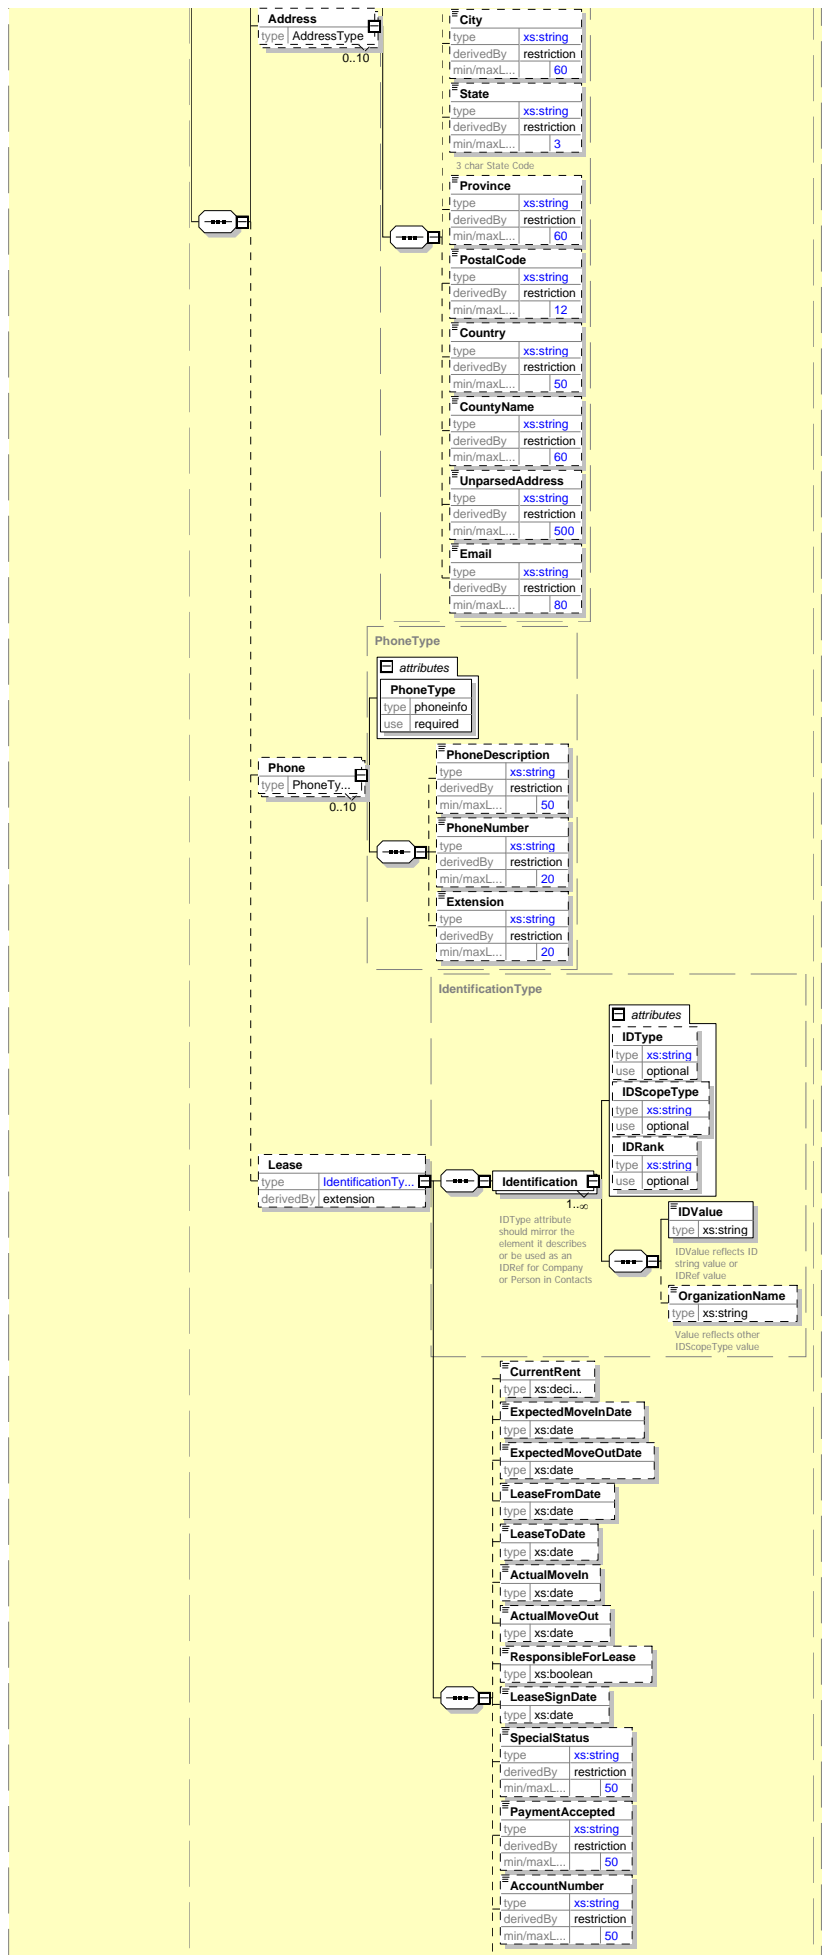 Address
type AddressType
0..10
City
type xs:string
derivedBy restriction
min/maxL... 60
State
type xs:string
derivedBy restriction
min/maxL... 3
3 char State Code
Province
type xs:string
derivedBy restriction
min/maxL... 60
PostalCode
type xs:string
derivedBy restriction
min/maxL... 12
Country
type xs:string
derivedBy restriction
min/maxL... 50
CountyName
type xs:string
derivedBy restriction
min/maxL... 60
UnparsedAddress
type xs:string
derivedBy restriction
min/maxL... 500
Email
type xs:string
derivedBy restriction
min/maxL... 80
PhoneType
attributes
PhoneType
type phoneinfo
use required
Phone
type PhoneTy...
0..10
PhoneDescription
type xs:string
derivedBy restriction
min/maxL... 50
PhoneNumber
type xs:string
derivedBy restriction
min/maxL... 20
Extension
type xs:string
derivedBy restriction
min/maxL... 20
IdentificationType
attributes
IDType
type xs:string
use optional
IDScopeType
type xs:string
use optional
IDRank
type xs:string
use optional
Lease
type IdentificationTy...
derivedBy extension
Identification
1..∞
IDType attribute
should mirror the
element it describes
or be used as an
IDRef for Company
or Person in Contacts
IDValue
type xs:string
IDValue reflects ID
string value or
IDRef value
OrganizationName
type xs:string
Value reflects other
IDScopeType value
CurrentRent
type xs:deci...
ExpectedMoveInDate
type xs:date
ExpectedMoveOutDate
type xs:date
LeaseFromDate
type xs:date
LeaseToDate
type xs:date
ActualMoveIn
type xs:date
ActualMoveOut
type xs:date
ResponsibleForLease
type xs:boolean
LeaseSignDate
type xs:date
SpecialStatus
type xs:string
derivedBy restriction
min/maxL... 50
PaymentAccepted
type xs:string
derivedBy restriction
min/maxL... 50
AccountNumber
type xs:string
derivedBy restriction
min/maxL... 50